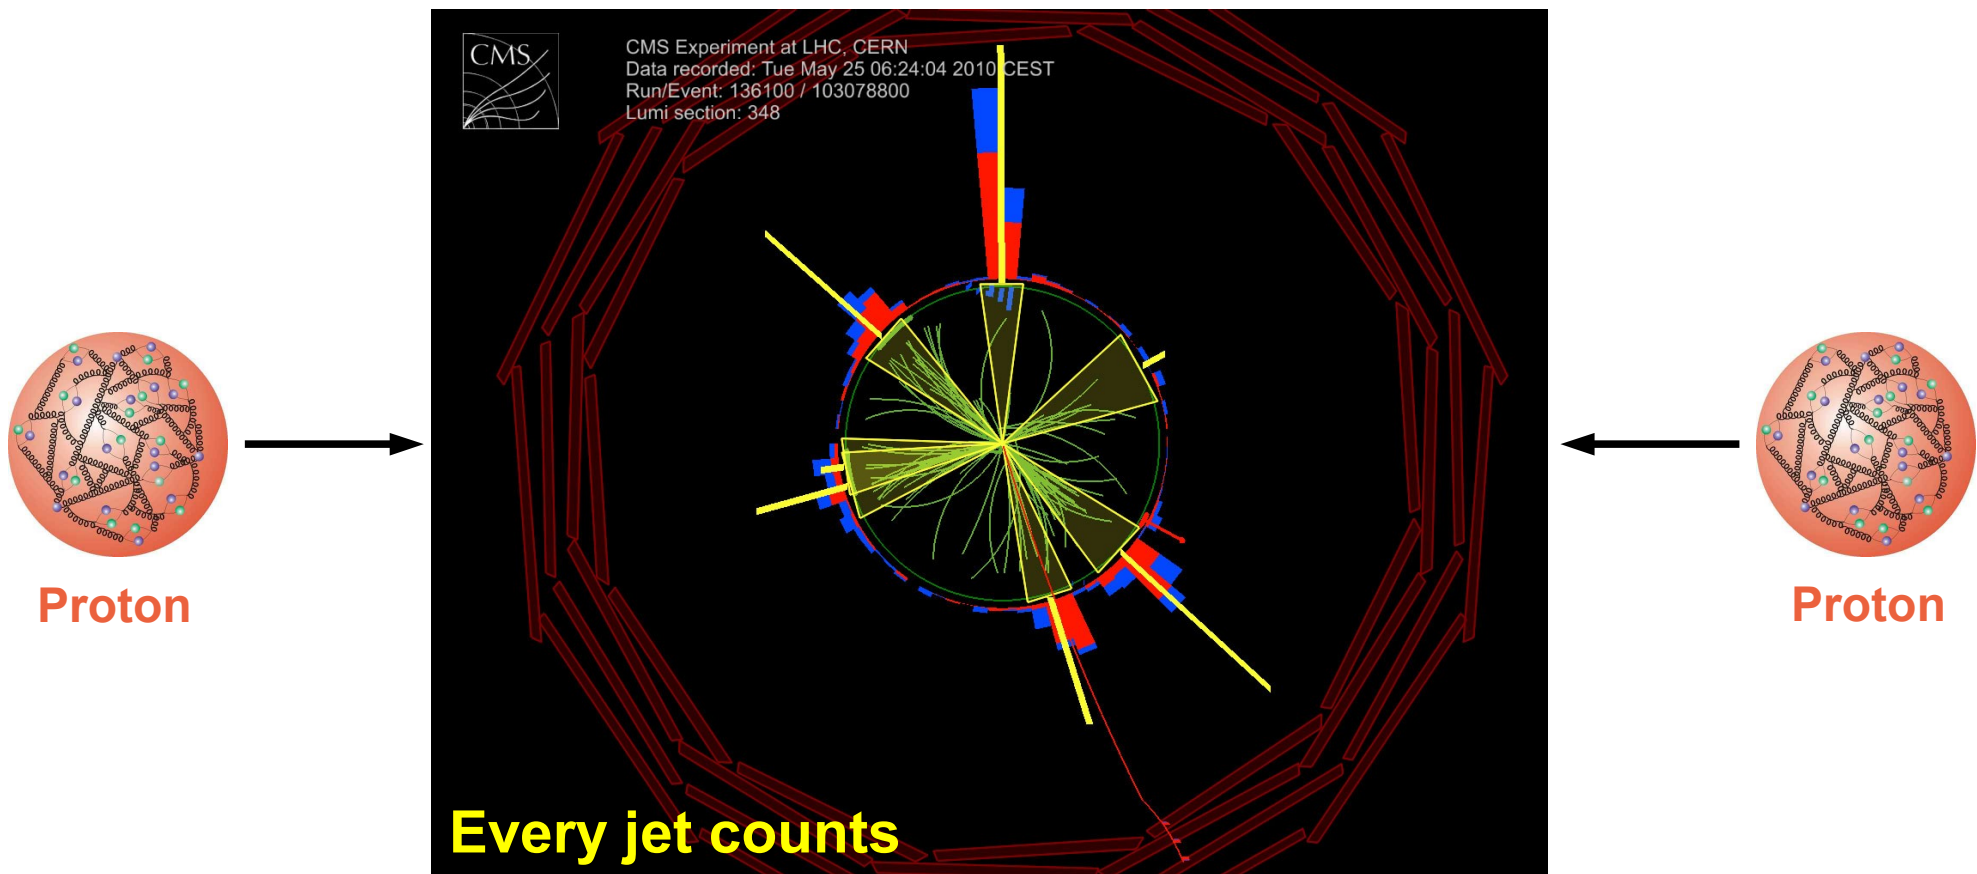 CMS
CMS Experiment at LHC, CERN
Data recorded: Tue May 25 06:24:04 2010 CEST
Run/Event: 136100 / 103078800
Lumi section: 348
Proton
Proton
Every jet counts